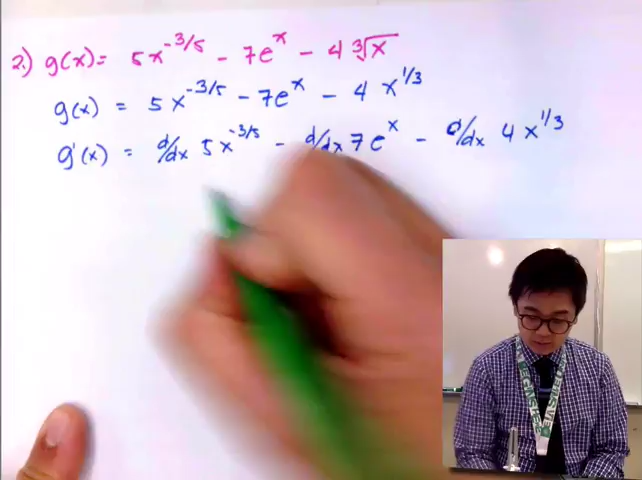 2.) g(x) = 5x^{-3/5} - 7e^x - 4 ∛x
g(x) = 5x^{-3/5} - 7e^x - 4x^{1/3}
g'(x) = d/dx 5x^{-3/5} - d/dx 7e^x - d/dx 4x^{1/3}